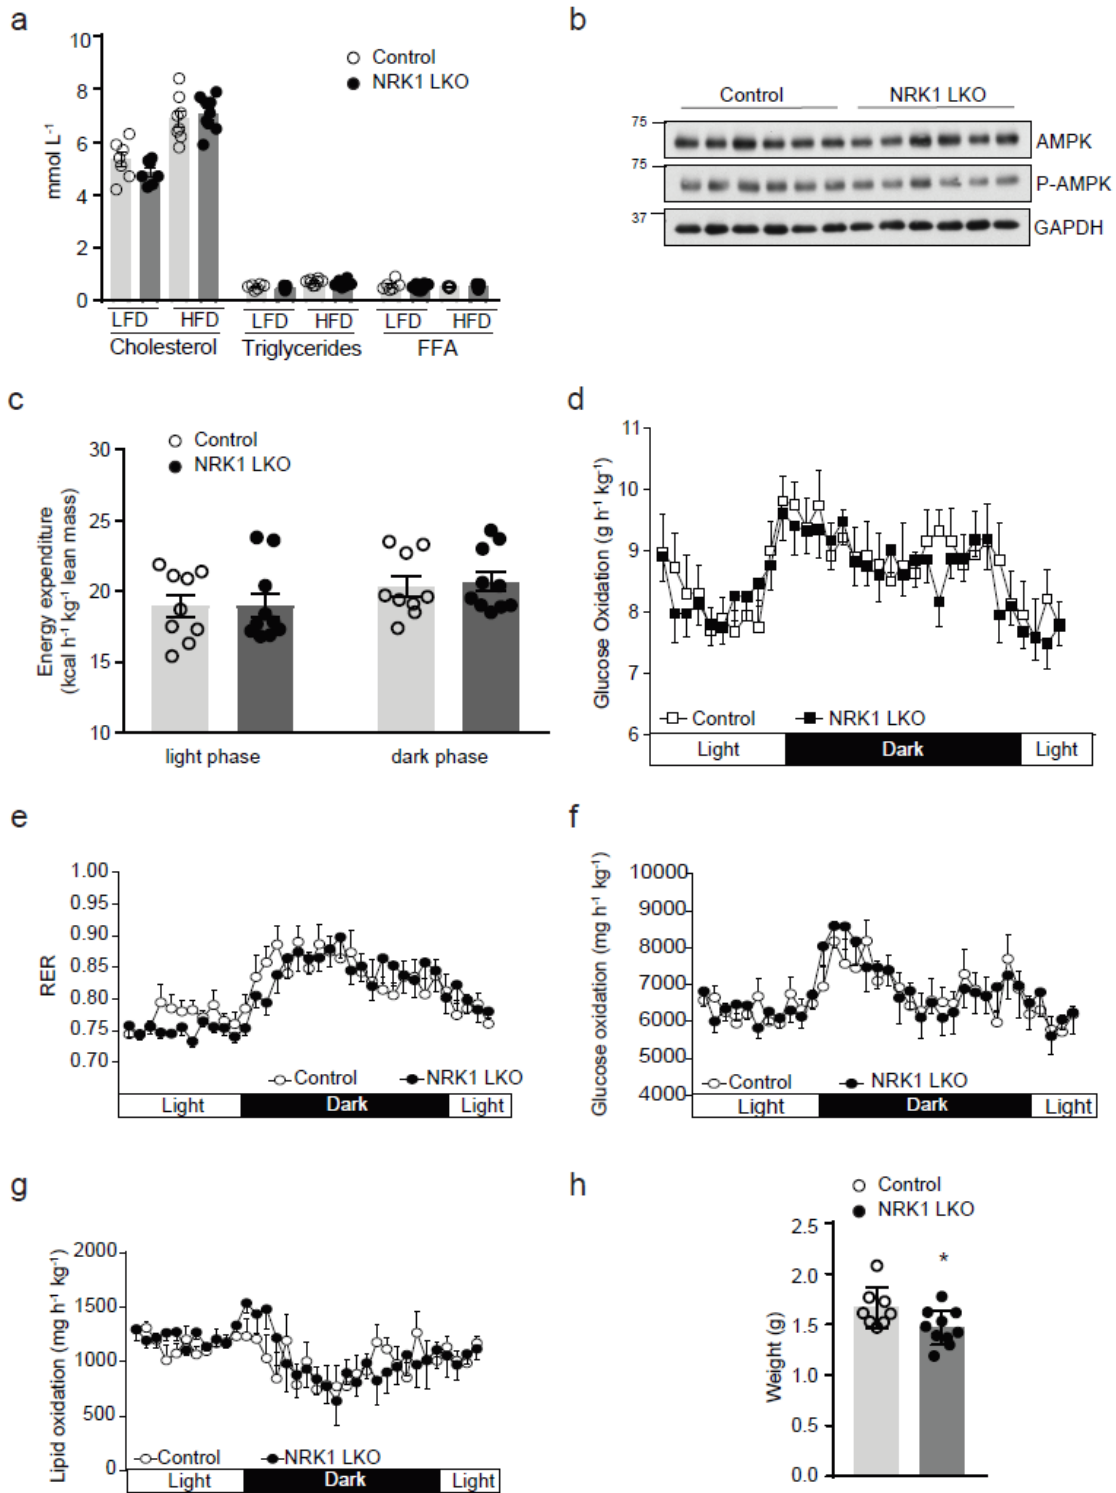 a
10
8
6
4
2
0
mmol L⁻¹
Control
NRK1 LKO
LFD HFD LFD HFD LFD HFD
Cholesterol Triglycerides FFA
b
Control NRK1 LKO
75
AMPK
75
P-AMPK
37
GAPDH
c
Control
NRK1 LKO
30
25
20
15
10
Energy expenditure
(kcal h⁻¹ kg⁻¹ lean mass)
light phase dark phase
d
11
10
9
8
7
6
Glucose Oxidation (g h⁻¹ kg⁻¹)
Control NRK1 LKO
Light Dark Light
e
1.00
0.95
0.90
0.85
0.80
0.75
0.70
RER
Control NRK1 LKO
Light Dark Light
f
10000
9000
8000
7000
6000
5000
4000
Glucose oxidation (mg h⁻¹ kg⁻¹)
Control NRK1 LKO
Light Dark Light
g
2000
1500
1000
500
0
Lipid oxidation (mg h⁻¹ kg⁻¹)
Control NRK1 LKO
Light Dark Light
h
Control
NRK1 LKO
2.5
2.0
1.5
1.0
0.5
0.0
Weight (g)
*